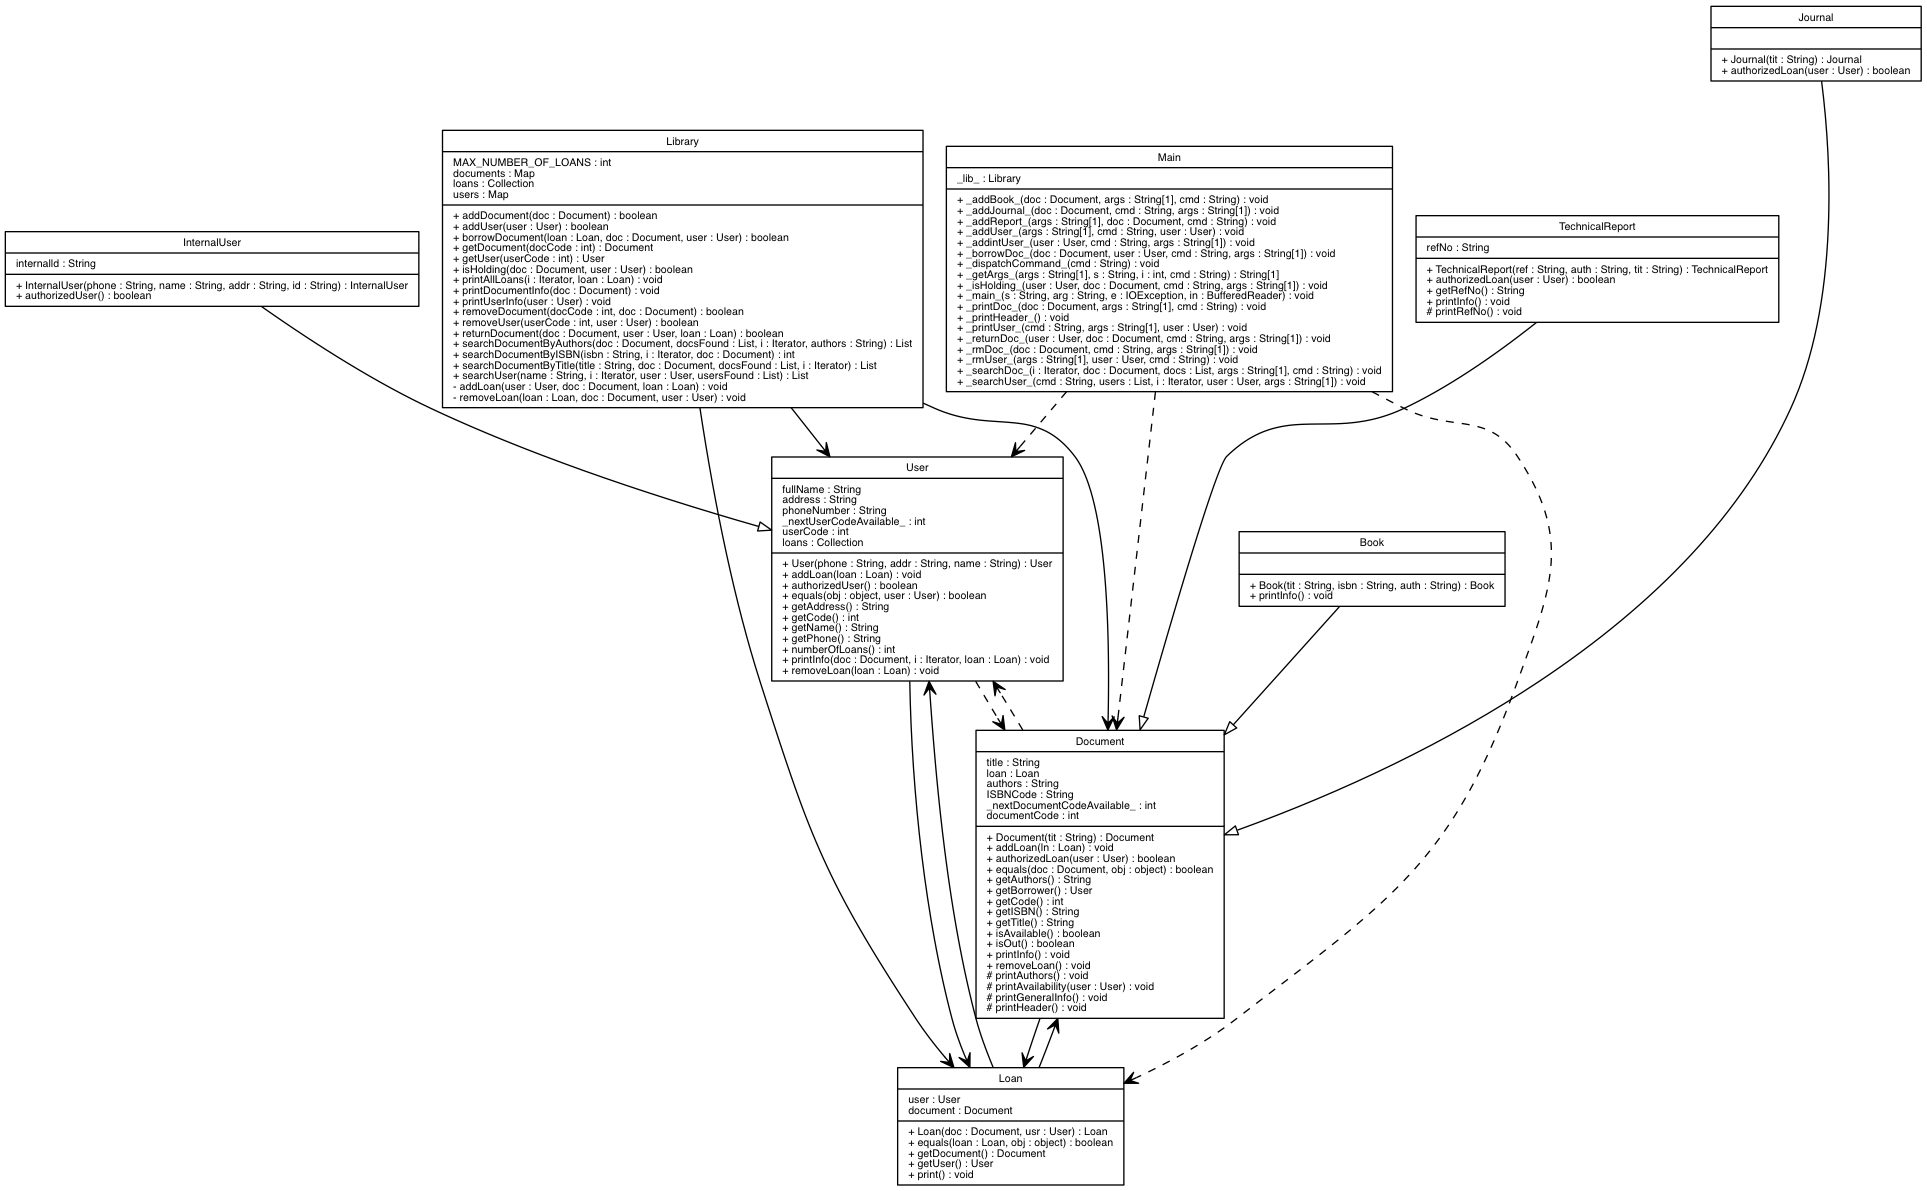 Journal
+ Journal(tit : String) : Journal
+ authorizedLoan(user : User) : boolean
Library
MAX_NUMBER_OF_LOANS : int
documents : Map
loans : Collection
users : Map
+ addDocument(doc : Document) : boolean
+ addUser(user : User) : boolean
+ borrowDocument(loan : Loan, doc : Document, user : User) : boolean
+ getDocument(docCode : int) : Document
+ getUser(userCode : int) : User
+ isHolding(doc : Document, user : User) : boolean
+ printAllLoans(i : Iterator, loan : Loan) : void
+ printDocumentInfo(doc : Document) : void
+ printUserInfo(user : User) : void
+ removeDocument(docCode : int, doc : Document) : boolean
+ removeUser(userCode : int, user : User) : boolean
+ returnDocument(doc : Document, user : User, loan : Loan) : boolean
+ searchDocumentByAuthors(doc : Document, docsFound : List, i : Iterator, authors : String) : List
+ searchDocumentByISBN(isbn : String, i : Iterator, doc : Document) : int
+ searchDocumentByTitle(title : String, doc : Document, docsFound : List, i : Iterator) : List
+ searchUser(name : String, i : Iterator, user : User, usersFound : List) : List
- addLoan(user : User, doc : Document, loan : Loan) : void
- removeLoan(loan : Loan, doc : Document, user : User) : void
Main
_lib_ : Library
+ _addBook_(doc : Document, args : String[1], cmd : String) : void
+ _addJournal_(doc : Document, cmd : String, args : String[1]) : void
+ _addReport_(args : String[1], doc : Document, cmd : String) : void
+ _addUser_(args : String[1], cmd : String, user : User) : void
+ _addintUser_(user : User, cmd : String, args : String[1]) : void
+ _borrowDoc_(doc : Document, user : User, cmd : String, args : String[1]) : void
+ _dispatchCommand_(cmd : String) : void
+ _getArgs_(args : String[1], s : String, i : int, cmd : String) : String[1]
+ _isHolding_(user : User, doc : Document, cmd : String, args : String[1]) : void
+ _main_(s : String, arg : String, e : IOException, in : BufferedReader) : void
+ _printDoc_(doc : Document, args : String[1], cmd : String) : void
+ _printHeader_() : void
+ _printUser_(cmd : String, args : String[1], user : User) : void
+ _returnDoc_(user : User, doc : Document, cmd : String, args : String[1]) : void
+ _rmDoc_(doc : Document, cmd : String, args : String[1]) : void
+ _rmUser_(args : String[1], user : User, cmd : String) : void
+ _searchDoc_(i : Iterator, doc : Document, docs : List, args : String[1], cmd : String) : void
+ _searchUser_(cmd : String, users : List, i : Iterator, user : User, args : String[1]) : void
TechnicalReport
refNo : String
+ TechnicalReport(ref : String, auth : String, tit : String) : TechnicalReport
+ authorizedLoan(user : User) : boolean
+ getRefNo() : String
+ printInfo() : void
# printRefNo() : void
InternalUser
internalId : String
+ InternalUser(phone : String, name : String, addr : String, id : String) : InternalUser
+ authorizedUser() : boolean
User
fullName : String
address : String
phoneNumber : String
_nextUserCodeAvailable_ : int
userCode : int
loans : Collection
+ User(phone : String, addr : String, name : String) : User
+ addLoan(loan : Loan) : void
+ authorizedUser() : boolean
+ equals(obj : object, user : User) : boolean
+ getAddress() : String
+ getCode() : int
+ getName() : String
+ getPhone() : String
+ numberOfLoans() : int
+ printInfo(doc : Document, i : Iterator, loan : Loan) : void
+ removeLoan(loan : Loan) : void
Book
+ Book(tit : String, isbn : String, auth : String) : Book
+ printInfo() : void
Document
title : String
loan : Loan
authors : String
ISBNCode : String
_nextDocumentCodeAvailable_ : int
documentCode : int
+ Document(tit : String) : Document
+ addLoan(ln : Loan) : void
+ authorizedLoan(user : User) : boolean
+ equals(doc : Document, obj : object) : boolean
+ getAuthors() : String
+ getBorrower() : User
+ getCode() : int
+ getISBN() : String
+ getTitle() : String
+ isAvailable() : boolean
+ isOut() : boolean
+ printInfo() : void
+ removeLoan() : void
# printAuthors() : void
# printAvailability(user : User) : void
# printGeneralInfo() : void
# printHeader() : void
Loan
user : User
document : Document
+ Loan(doc : Document, usr : User) : Loan
+ equals(loan : Loan, obj : object) : boolean
+ getDocument() : Document
+ getUser() : User
+ print() : void